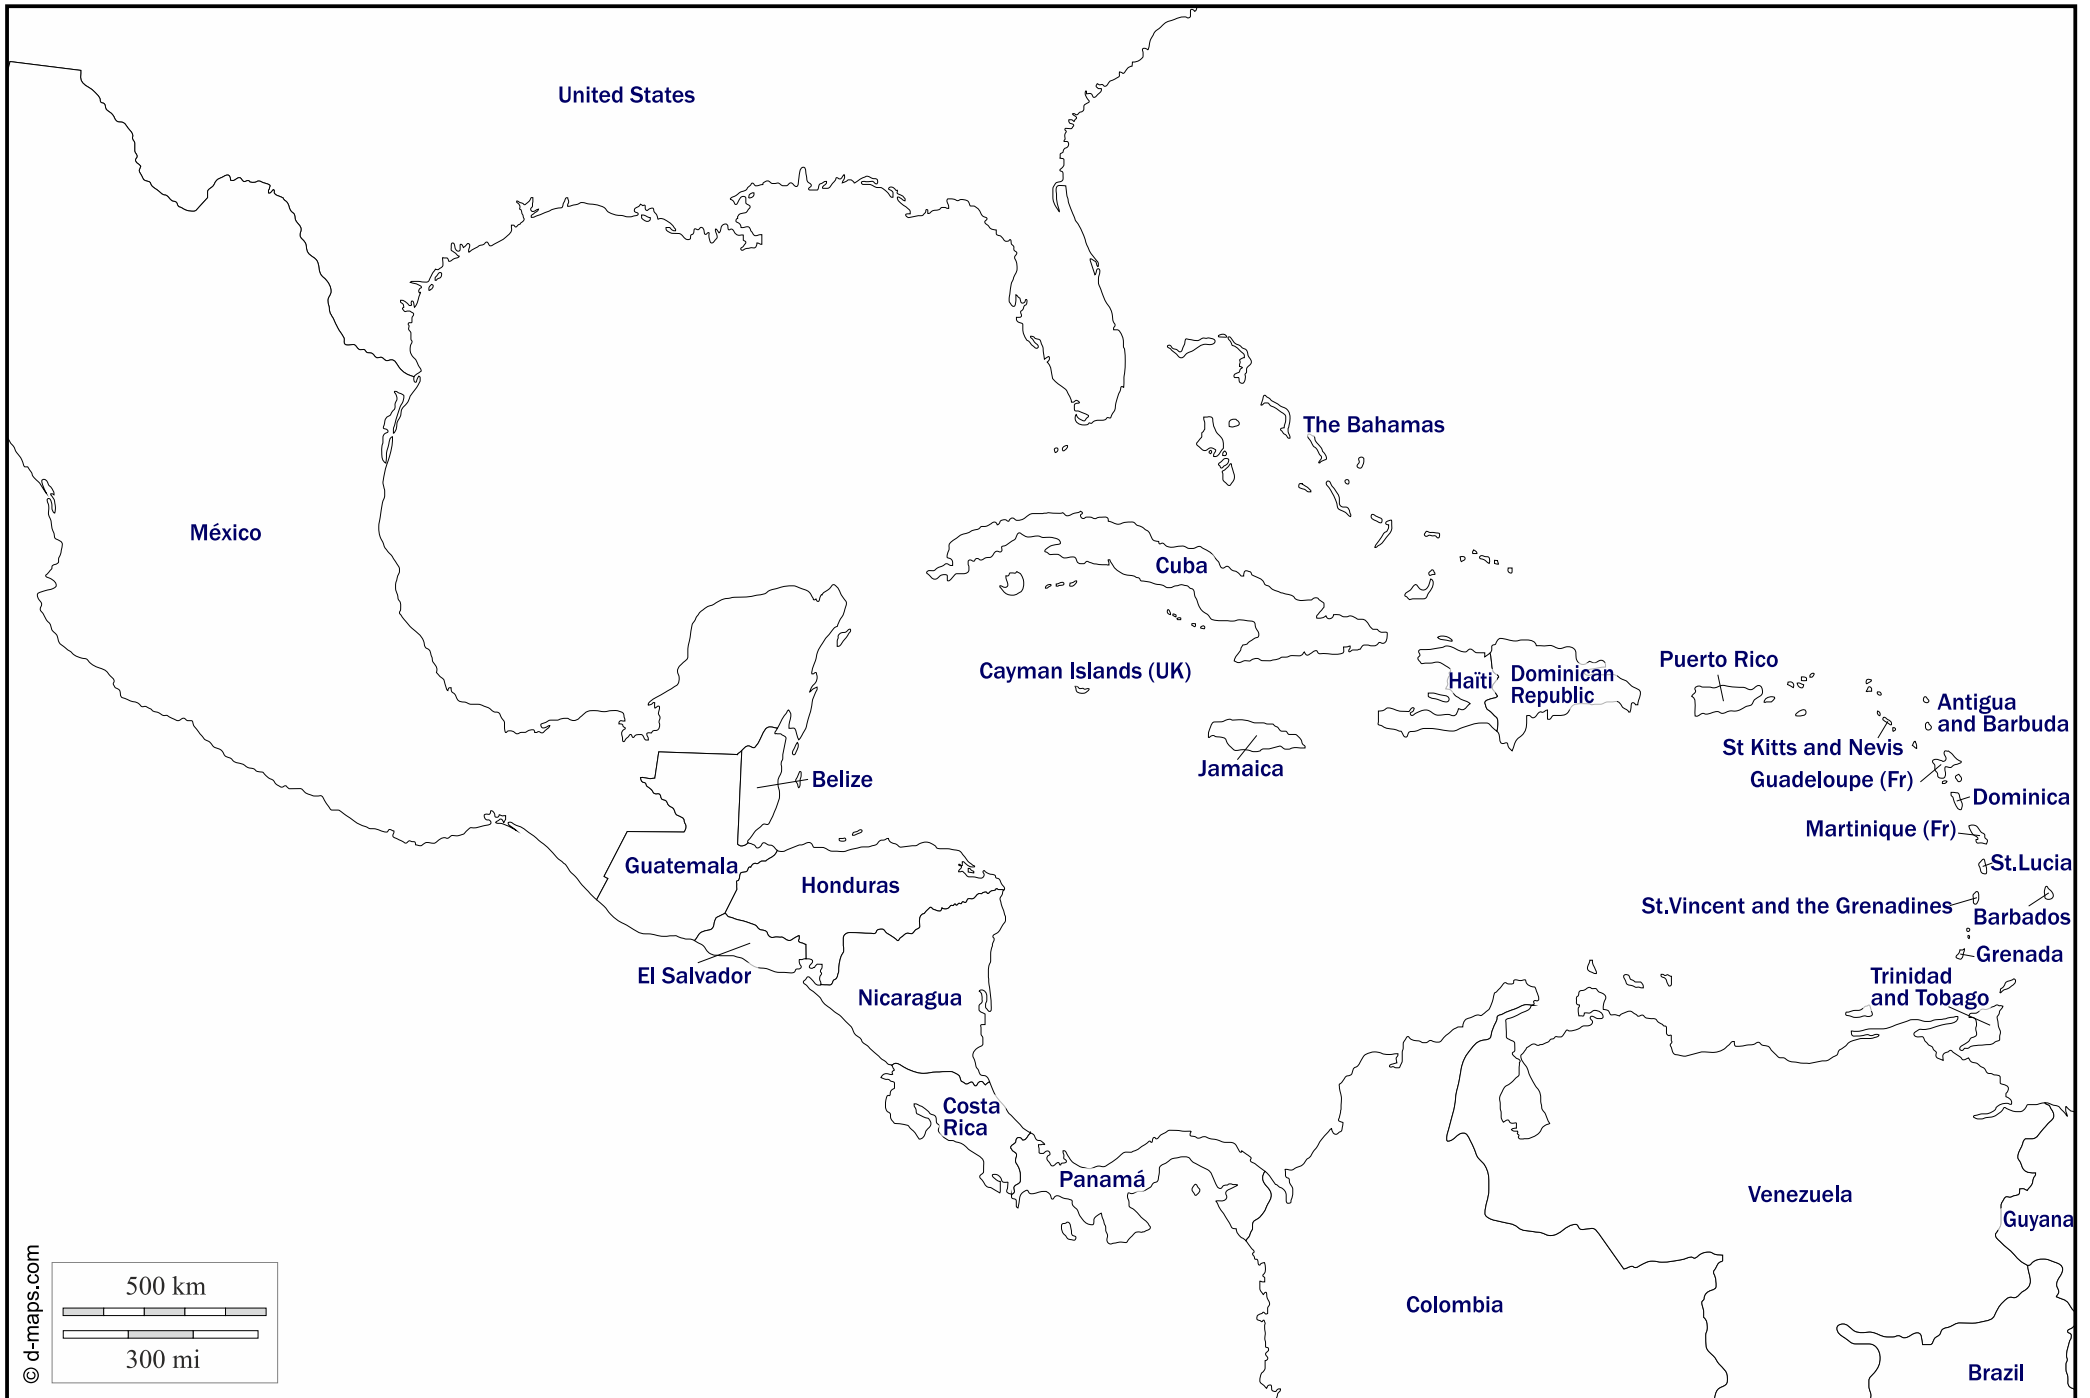 United States
The Bahamas
México
Cuba
Cayman Islands (UK)
Haïti
Dominican
Republic
Puerto Rico
Antigua
and Barbuda
St Kitts and Nevis
Jamaica
Belize
Guadeloupe (Fr)
Dominica
Martinique (Fr)
St.Lucia
Guatemala
Honduras
St.Vincent and the Grenadines
Barbados
Grenada
El Salvador
Nicaragua
Trinidad
and Tobago
Costa
Rica
Panamá
Venezuela
Guyana
Colombia
Brazil
500 km
300 mi
© d-maps.com